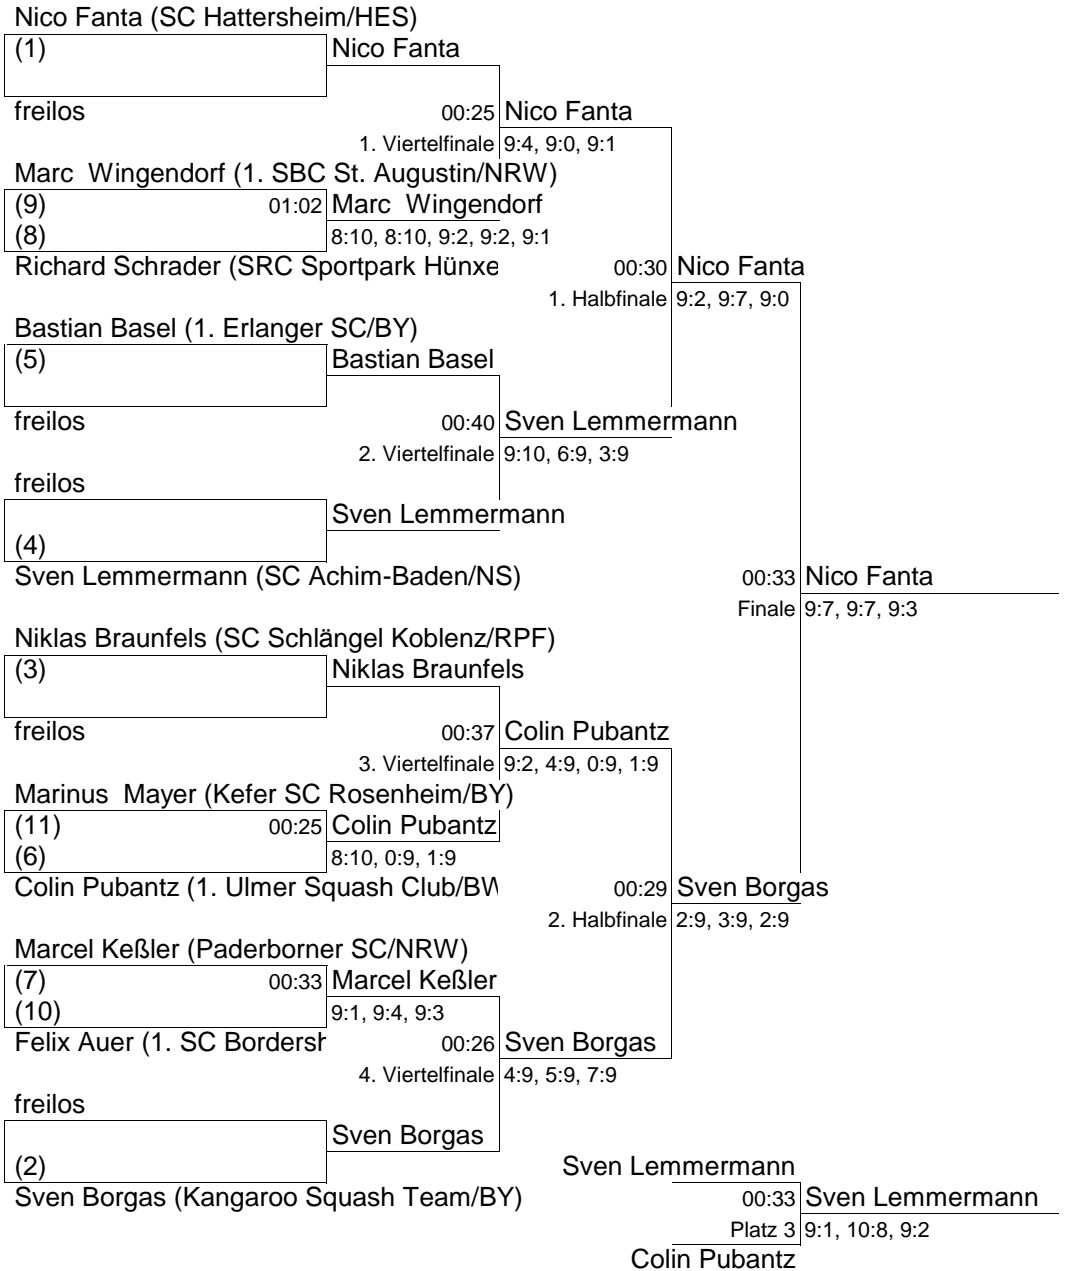 Nico Fanta (SC Hattersheim/HES)
(1) Nico Fanta
freilos 00:25 Nico Fanta
1. Viertelfinale 9:4, 9:0, 9:1
Marc  Wingendorf (1. SBC St. Augustin/NRW)
(9) 01:02 Marc  Wingendorf
(8) 8:10, 8:10, 9:2, 9:2, 9:1
Richard Schrader (SRC Sportpark Hünxe 00:30 Nico Fanta
1. Halbfinale 9:2, 9:7, 9:0
Bastian Basel (1. Erlanger SC/BY)
(5) Bastian Basel
freilos 00:40 Sven Lemmermann
2. Viertelfinale 9:10, 6:9, 3:9
freilos
Sven Lemmermann
(4)
Sven Lemmermann (SC Achim-Baden/NS) 00:33 Nico Fanta
Finale 9:7, 9:7, 9:3
Niklas Braunfels (SC Schlängel Koblenz/RPF)
(3) Niklas Braunfels
freilos 00:37 Colin Pubantz
3. Viertelfinale 9:2, 4:9, 0:9, 1:9
Marinus  Mayer (Kefer SC Rosenheim/BY)
(11) 00:25 Colin Pubantz
(6) 8:10, 0:9, 1:9
Colin Pubantz (1. Ulmer Squash Club/BW 00:29 Sven Borgas
2. Halbfinale 2:9, 3:9, 2:9
Marcel Keßler (Paderborner SC/NRW)
(7) 00:33 Marcel Keßler
(10) 9:1, 9:4, 9:3
Felix Auer (1. SC Bordersh 00:26 Sven Borgas
4. Viertelfinale 4:9, 5:9, 7:9
freilos
Sven Borgas
(2) Sven Lemmermann
Sven Borgas (Kangaroo Squash Team/BY) 00:33 Sven Lemmermann
Platz 3 9:1, 10:8, 9:2
Colin Pubantz